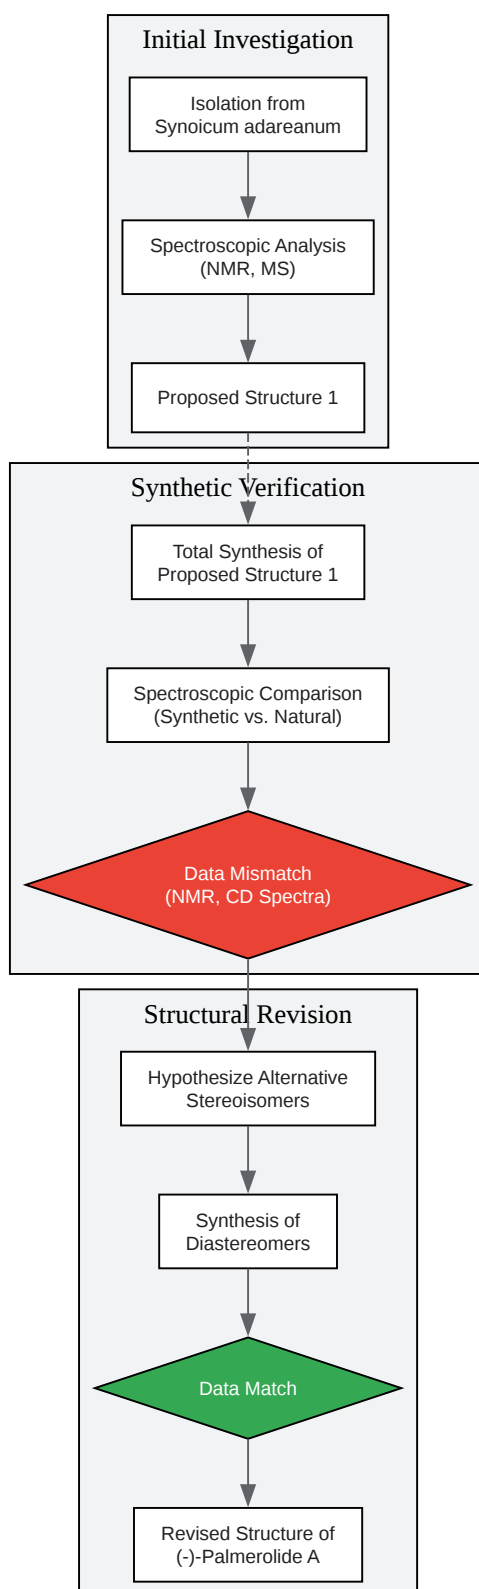 Initial Investigation
Isolation from
Synoicum adareanum
Spectroscopic Analysis
(NMR, MS)
Proposed Structure 1
Synthetic Verification
Total Synthesis of
Proposed Structure 1
Spectroscopic Comparison
(Synthetic vs. Natural)
Data Mismatch
(NMR, CD Spectra)
Structural Revision
Hypothesize Alternative
Stereoisomers
Synthesis of
Diastereomers
Data Match
Revised Structure of
(-)-Palmerolide A